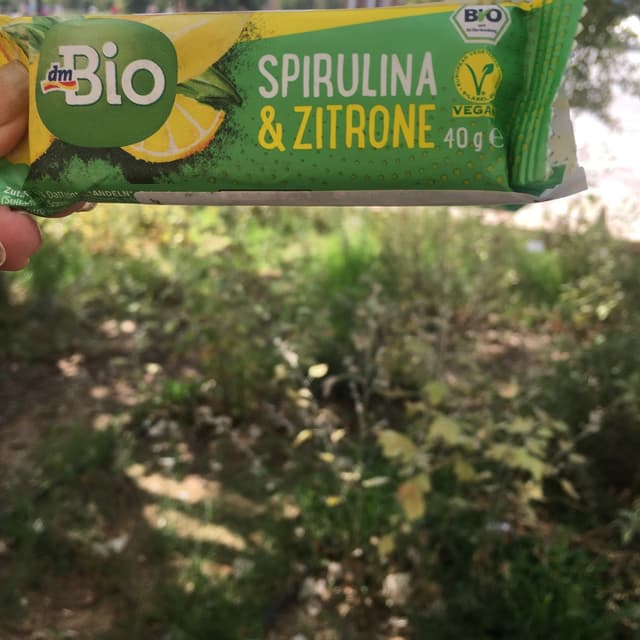 dm
Bio
SPIRULINA
& ZITRONE
40 g e
BIO
VEGAN